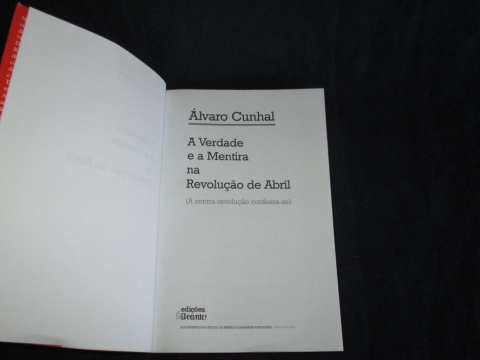 Álvaro Cunhal
A Verdade
e a Mentira
na
Revolução de Abril
(A contra-revolução confessa-se)
edições
Avante!